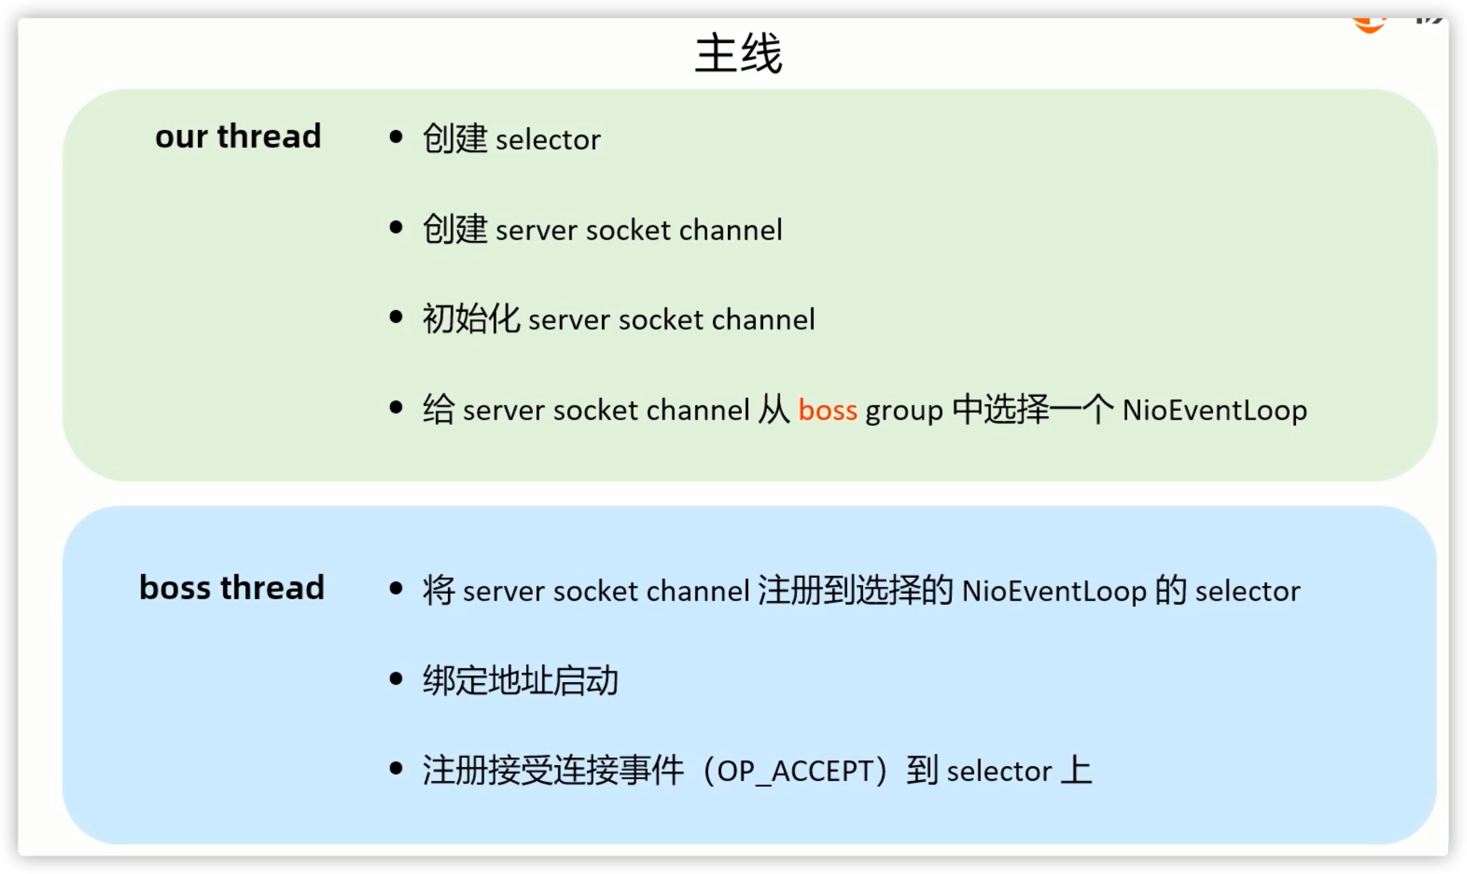 主线
our thread
创建 selector
创建 server socket channel
初始化 server socket channel
给 server socket channel 从 boss group 中选择一个 NioEventLoop
boss thread
将 server socket channel 注册到选择的 NioEventLoop 的 selector
绑定地址启动
注册接受连接事件（OP_ACCEPT）到 selector 上